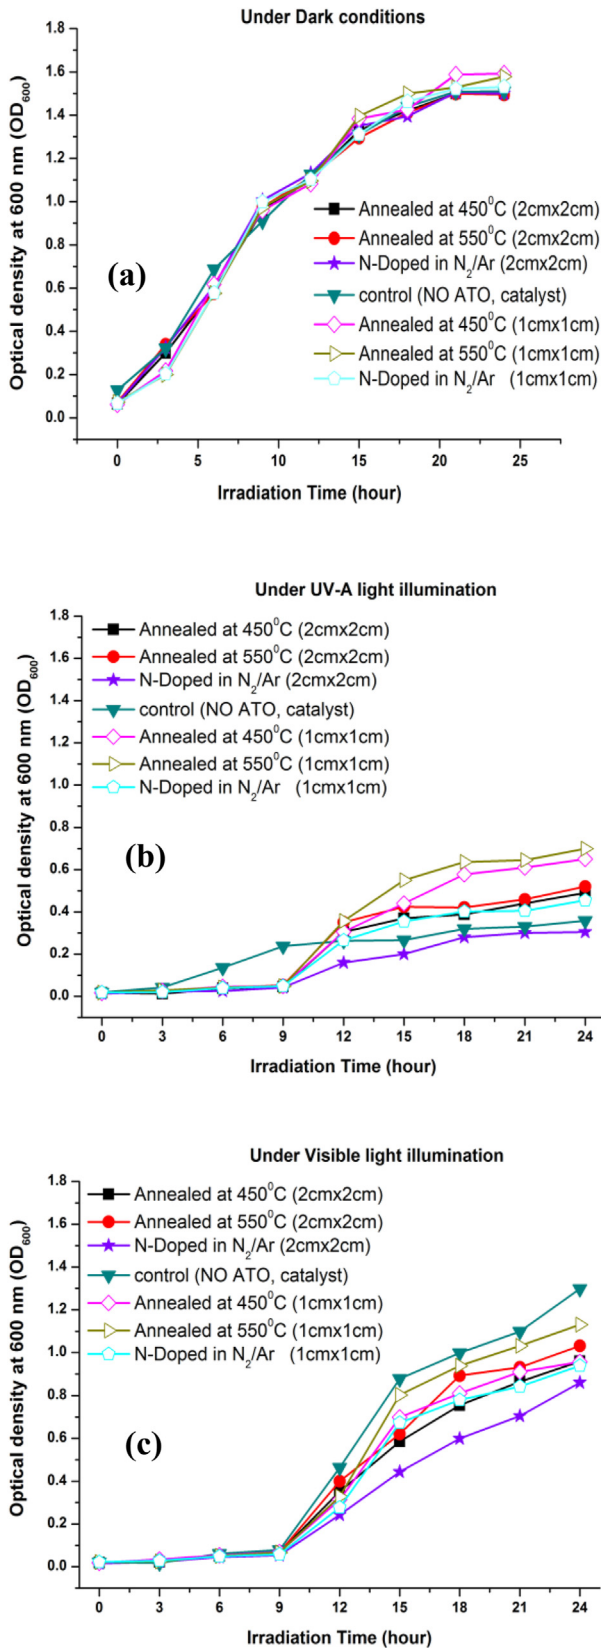 Under Dark conditions
Optical density at 600 nm (OD₆₀₀)
1.8
1.6
1.4
1.2
1.0
0.8
0.6
0.4
0.2
0.0
(a)
Annealed at 450⁰C (2cmx2cm)
Annealed at 550⁰C (2cmx2cm)
N-Doped in N₂/Ar (2cmx2cm)
control (NO ATO, catalyst)
Annealed at 450⁰C (1cmx1cm)
Annealed at 550⁰C (1cmx1cm)
N-Doped in N₂/Ar (1cmx1cm)
0 5 10 15 20 25
Irradiation Time (hour)
Under UV-A light illumination
Optical density at 600 nm (OD₆₀₀)
1.8
1.6
1.4
1.2
1.0
0.8
0.6
0.4
0.2
0.0
Annealed at 450⁰C (2cmx2cm)
Annealed at 550⁰C (2cmx2cm)
N-Doped in N₂/Ar (2cmx2cm)
control (NO ATO, catalyst)
Annealed at 450⁰C (1cmx1cm)
Annealed at 550⁰C (1cmx1cm)
N-Doped in N₂/Ar (1cmx1cm)
(b)
0 3 6 9 12 15 18 21 24
Irradiation Time (hour)
Under Visible light illumination
Optical density at 600 nm (OD₆₀₀)
1.8
1.6
1.4
1.2
1.0
0.8
0.6
0.4
0.2
0.0
Annealed at 450⁰C (2cmx2cm)
Annealed at 550⁰C (2cmx2cm)
N-Doped in N₂/Ar (2cmx2cm)
control (NO ATO, catalyst)
Annealed at 450⁰C (1cmx1cm)
Annealed at 550⁰C (1cmx1cm)
N-Doped in N₂/Ar (1cmx1cm)
(c)
0 3 6 9 12 15 18 21 24
Irradiation Time (hour)